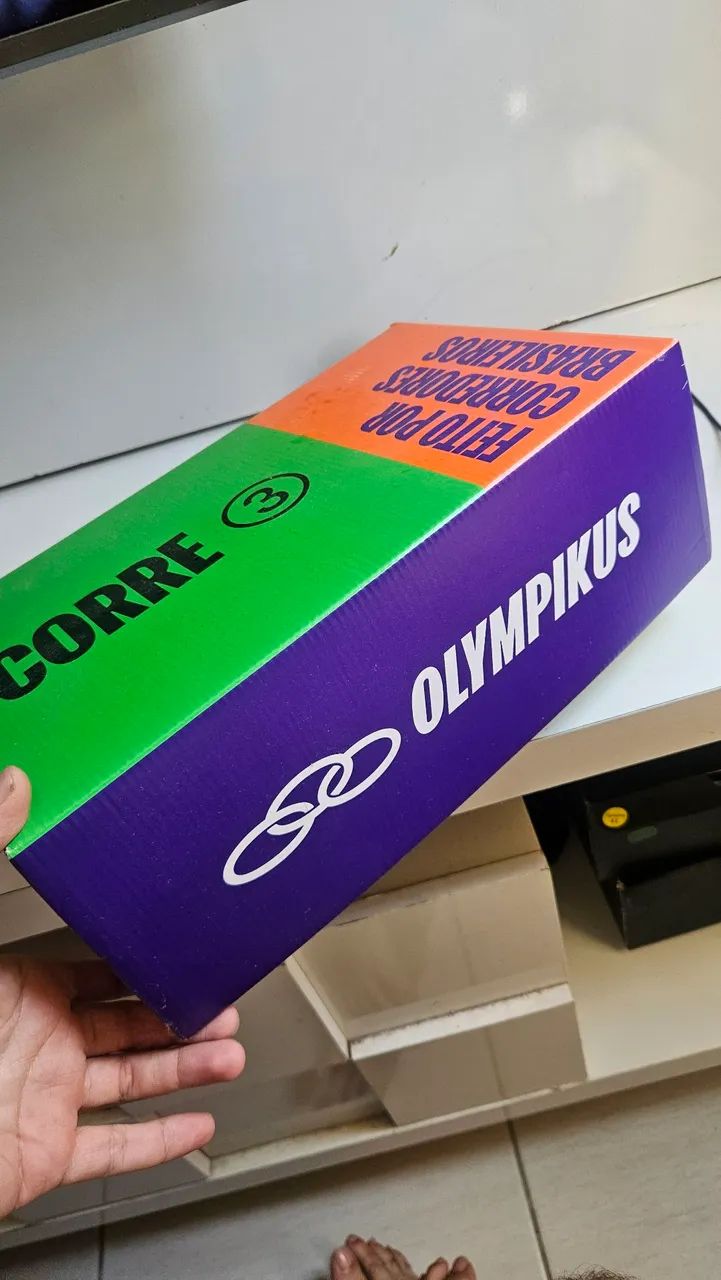 CORRE 3
FEITO POR
CORREDORES
BRASILEIROS
OLYMPIKUS